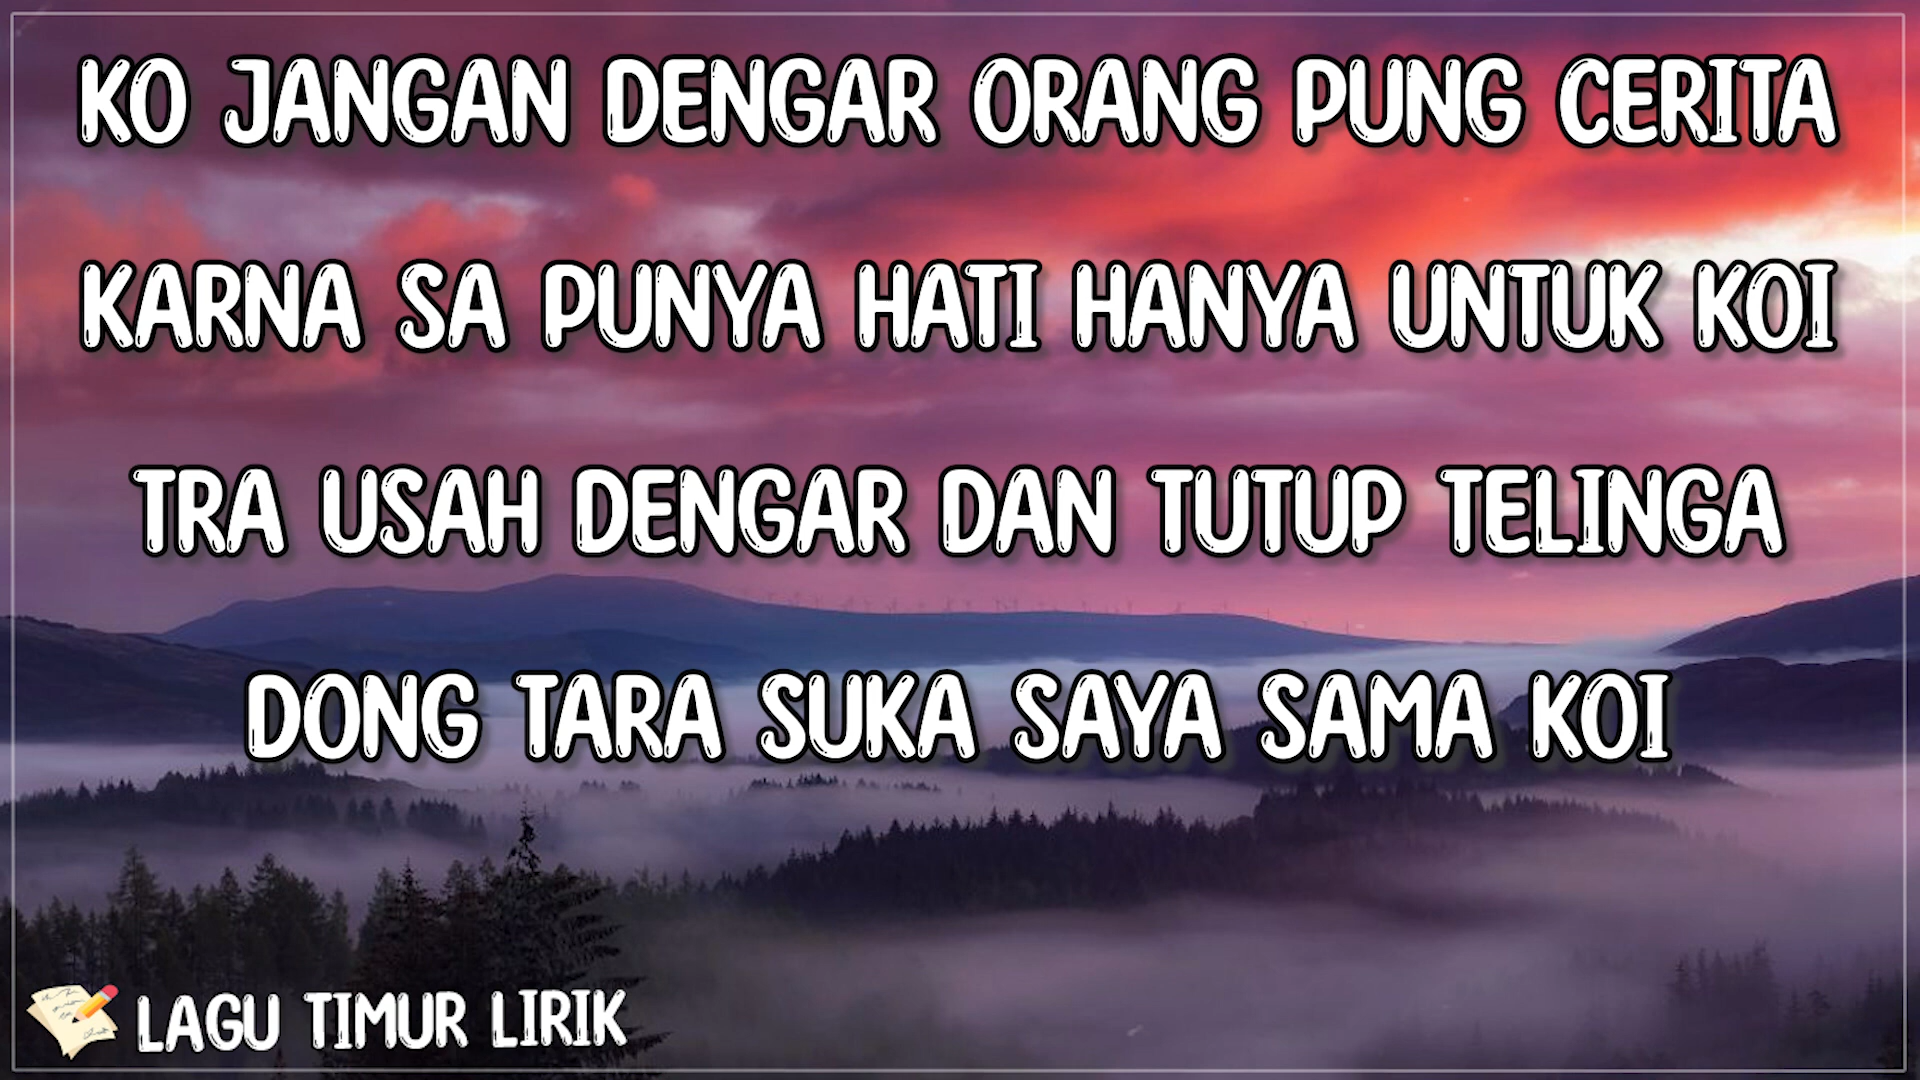 KO JANGAN DENGAR ORANG PUNG CERITA
KARNA SA PUNYA HATI HANYA UNTUK KOI
TRA USAH DENGAR DAN TUTUP TELINGA
DONG TARA SUKA SAYA SAMA KOI
LAGU TIMUR LIRIK